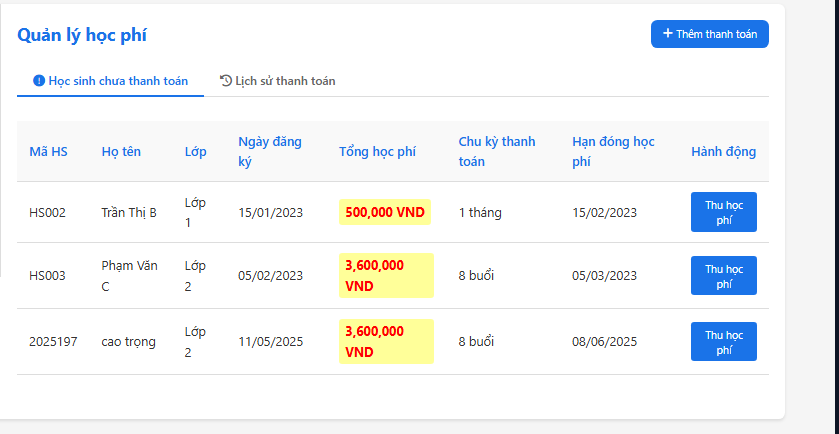 Quản lý học phí
Thêm thanh toán
Học sinh chưa thanh toán
Lịch sử thanh toán
Mã HS
Họ tên
Lớp
Ngày đăng
ký
Tổng học phí
Chu kỳ thanh
toán
Hạn đóng học
phí
Hành động
HS002
Trần Thị B
Lớp
1
15/01/2023
500,000 VND
1 tháng
15/02/2023
Thu học
phí
HS003
Phạm Văn
C
Lớp
2
05/02/2023
3,600,000
VND
8 buổi
05/03/2023
Thu học
phí
2025197
cao trọng
Lớp
2
11/05/2025
3,600,000
VND
8 buổi
08/06/2025
Thu học
phí